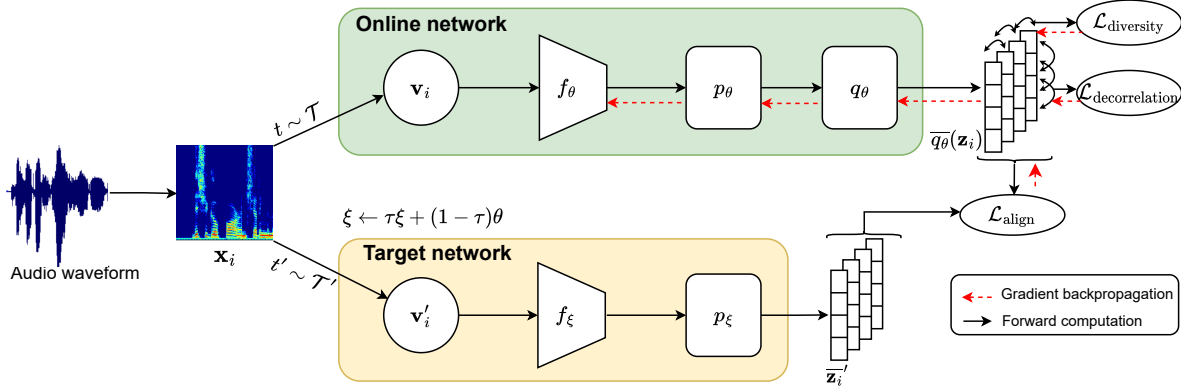 Online network
t ∼ 𝒯
v_i
f_θ
p_θ
q_θ
\overline{q_θ}(z_i)
ℒ_diversity
ℒ_decorrelation
ℒ_align
Audio waveform
x_i
ξ ← τξ + (1 − τ)θ
Target network
t′ ∼ 𝒯′
v′_i
f_ξ
p_ξ
\overline{z_i}′
Gradient backpropagation
Forward computation